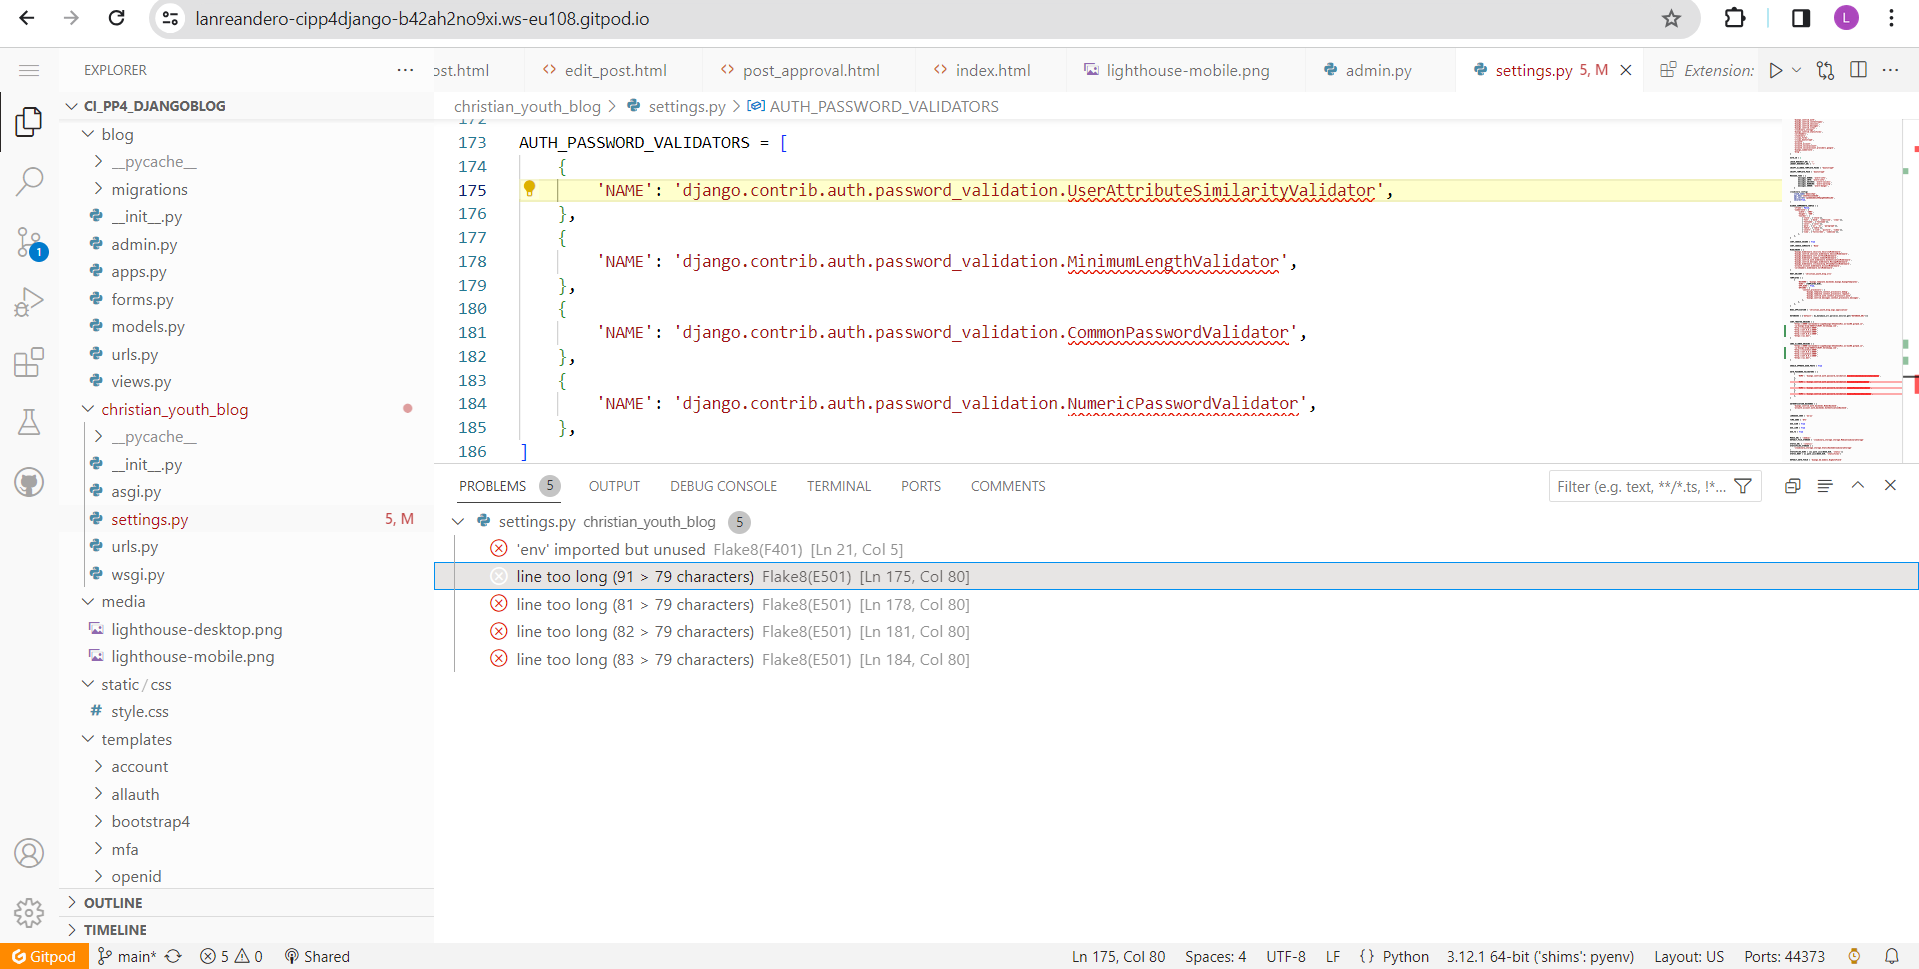 lanreandero-cipp4django-b42ah2no9xi.ws-eu108.gitpod.io
L
EXPLORER
ost.html
edit_post.html
post_approval.html
index.html
lighthouse-mobile.png
admin.py
settings.py 5, M
Extension:
christian_youth_blog > settings.py > AUTH_PASSWORD_VALIDATORS
CI_PP4_DJANGOBLOG
blog
__pycache__
migrations
__init__.py
admin.py
apps.py
forms.py
models.py
urls.py
views.py
christian_youth_blog
__pycache__
__init__.py
asgi.py
settings.py 5, M
urls.py
wsgi.py
media
lighthouse-desktop.png
lighthouse-mobile.png
static / css
style.css
templates
account
allauth
bootstrap4
mfa
openid
OUTLINE
TIMELINE
1
172
173 AUTH_PASSWORD_VALIDATORS = [
174 {
175 'NAME': 'django.contrib.auth.password_validation.UserAttributeSimilarityValidator',
176 },
177 {
178 'NAME': 'django.contrib.auth.password_validation.MinimumLengthValidator',
179 },
180 {
181 'NAME': 'django.contrib.auth.password_validation.CommonPasswordValidator',
182 },
183 {
184 'NAME': 'django.contrib.auth.password_validation.NumericPasswordValidator',
185 },
186 ]
PROBLEMS 5 OUTPUT DEBUG CONSOLE TERMINAL PORTS COMMENTS
Filter (e.g. text, **/*.ts, !*...
settings.py christian_youth_blog 5
'env' imported but unused Flake8(F401) [Ln 21, Col 5]
line too long (91 > 79 characters) Flake8(E501) [Ln 175, Col 80]
line too long (81 > 79 characters) Flake8(E501) [Ln 178, Col 80]
line too long (82 > 79 characters) Flake8(E501) [Ln 181, Col 80]
line too long (83 > 79 characters) Flake8(E501) [Ln 184, Col 80]
Gitpod main* 5 0 Shared Ln 175, Col 80 Spaces: 4 UTF-8 LF { } Python 3.12.1 64-bit ('shims': pyenv) Layout: US Ports: 44373